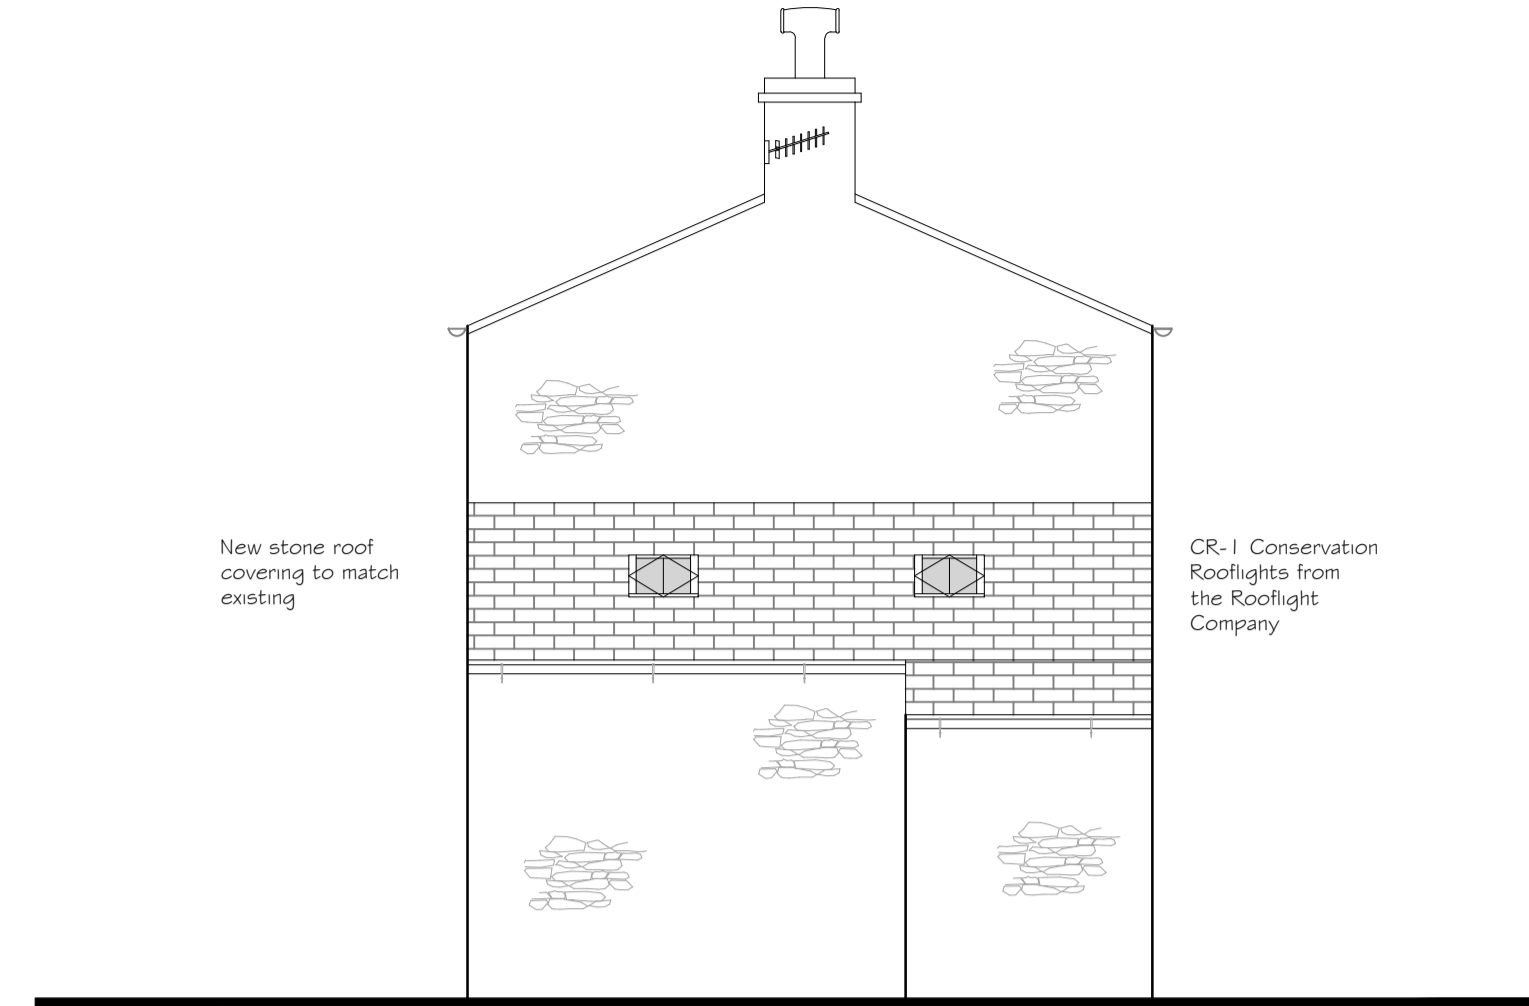 New stone roof
covering to match
existing
CR-1 Conservation
Rooflights from
the Rooflight
Company